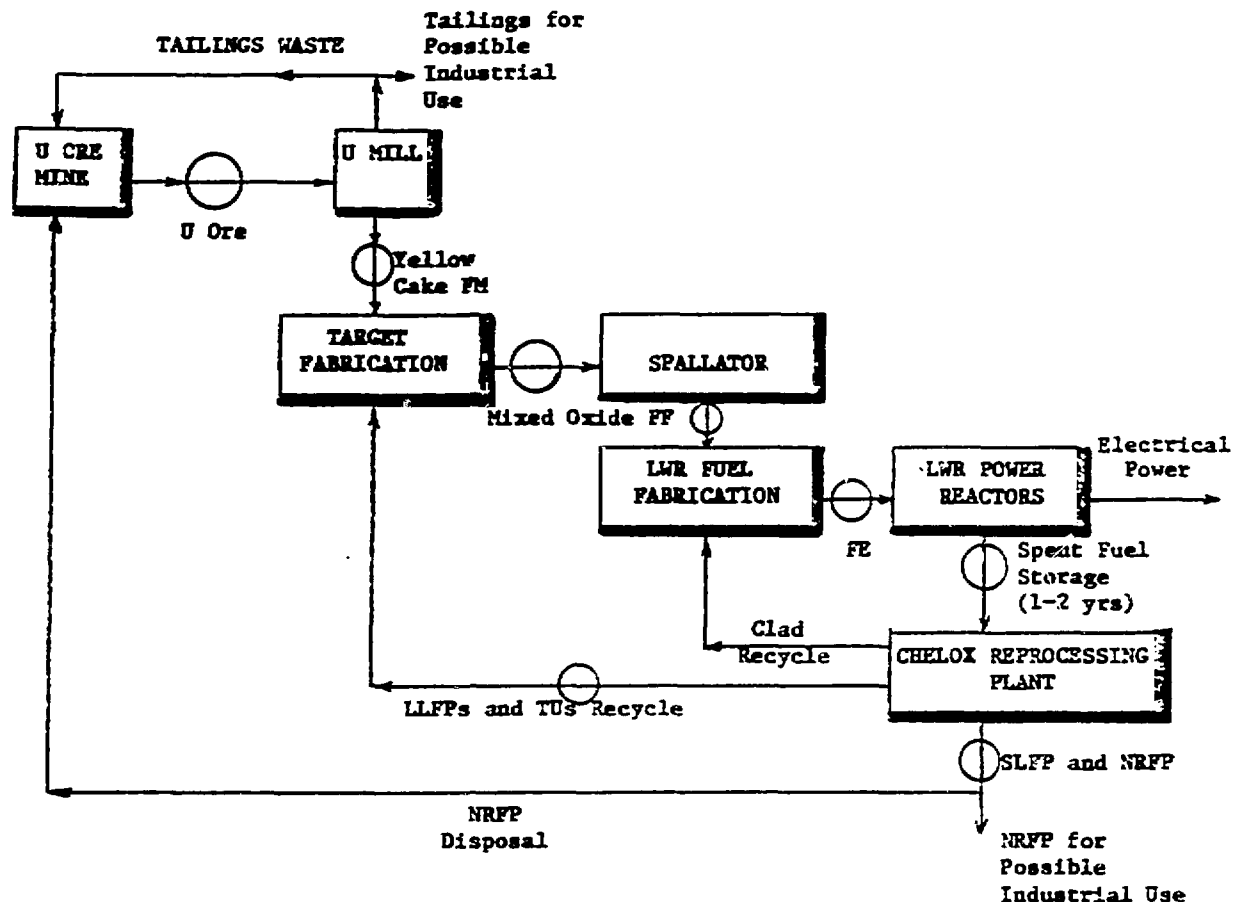 Tailings for
Possible
Industrial
Use
TAILINGS WASTE
U CRE
MINE
U MILL
U Ore
Yellow
Cake FM
TARGET
FABRICATION
SPALLATOR
Mixed Oxide FF
LWR FUEL
FABRICATION
LWR POWER
REACTORS
Electrical
Power
FE
Spent Fuel
Storage
(1-2 yrs)
Clad
Recycle
CHELOX REPROCESSING
PLANT
LLFPs and TUs Recycle
SLFP and NRFP
NRFP
Disposal
NRFP for
Possible
Industrial Use